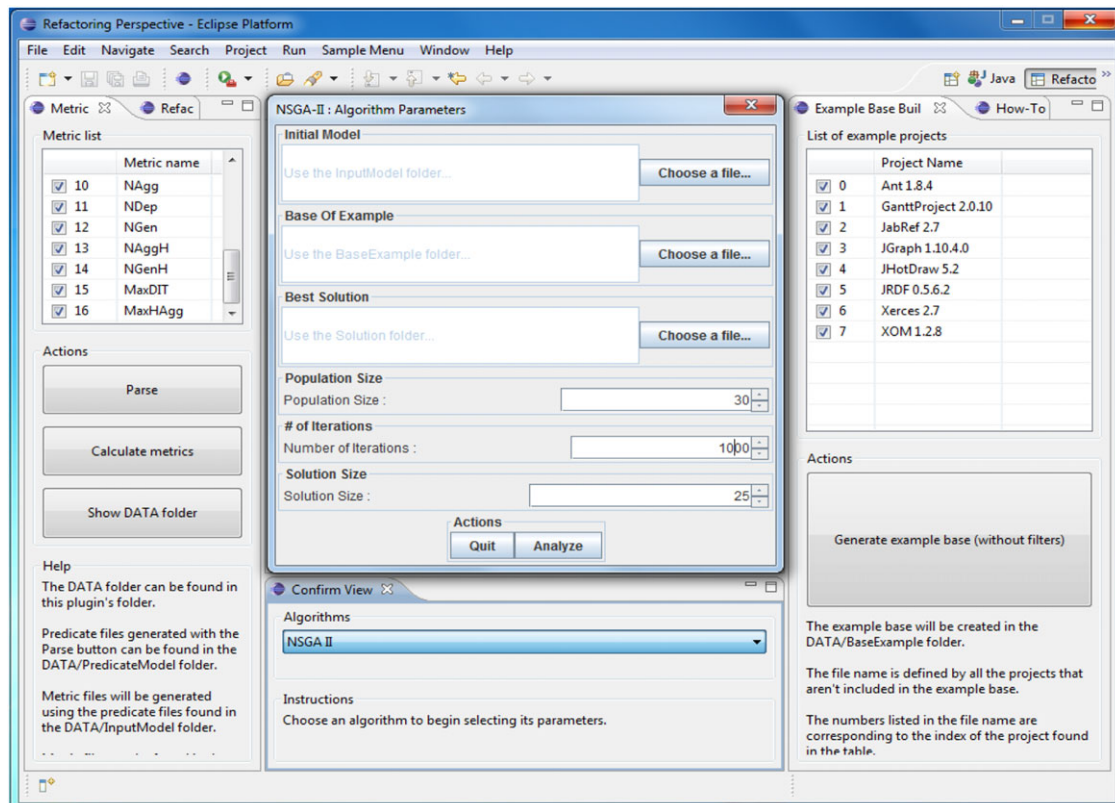 Refactoring Perspective - Eclipse Platform
File Edit Navigate Search Project Run Sample Menu Window Help
Java Refacto
Metric Refac
Metric list
Metric name
10 NAgg
11 NDep
12 NGen
13 NAggH
14 NGenH
15 MaxDIT
16 MaxHAgg
Actions
Parse
Calculate metrics
Show DATA folder
Help
The DATA folder can be found in
this plugin's folder.
Predicate files generated with the
Parse button can be found in the
DATA/PredicateModel folder.
Metric files will be generated
using the predicate files found in
the DATA/InputModel folder.
NSGA-II : Algorithm Parameters
Initial Model
Use the InputModel folder...
Choose a file...
Base Of Example
Use the BaseExample folder...
Choose a file...
Best Solution
Use the Solution folder...
Choose a file...
Population Size
Population Size : 30
# of Iterations
Number of Iterations : 1000
Solution Size
Solution Size : 25
Actions
Quit Analyze
Confirm View
Algorithms
NSGA II
Instructions
Choose an algorithm to begin selecting its parameters.
Example Base Buil How-To
List of example projects
Project Name
0 Ant 1.8.4
1 GanttProject 2.0.10
2 JabRef 2.7
3 JGraph 1.10.4.0
4 JHotDraw 5.2
5 JRDF 0.5.6.2
6 Xerces 2.7
7 XOM 1.2.8
Actions
Generate example base (without filters)
The example base will be created in the
DATA/BaseExample folder.
The file name is defined by all the projects that
aren't included in the example base.
The numbers listed in the file name are
corresponding to the index of the project found
in the table.